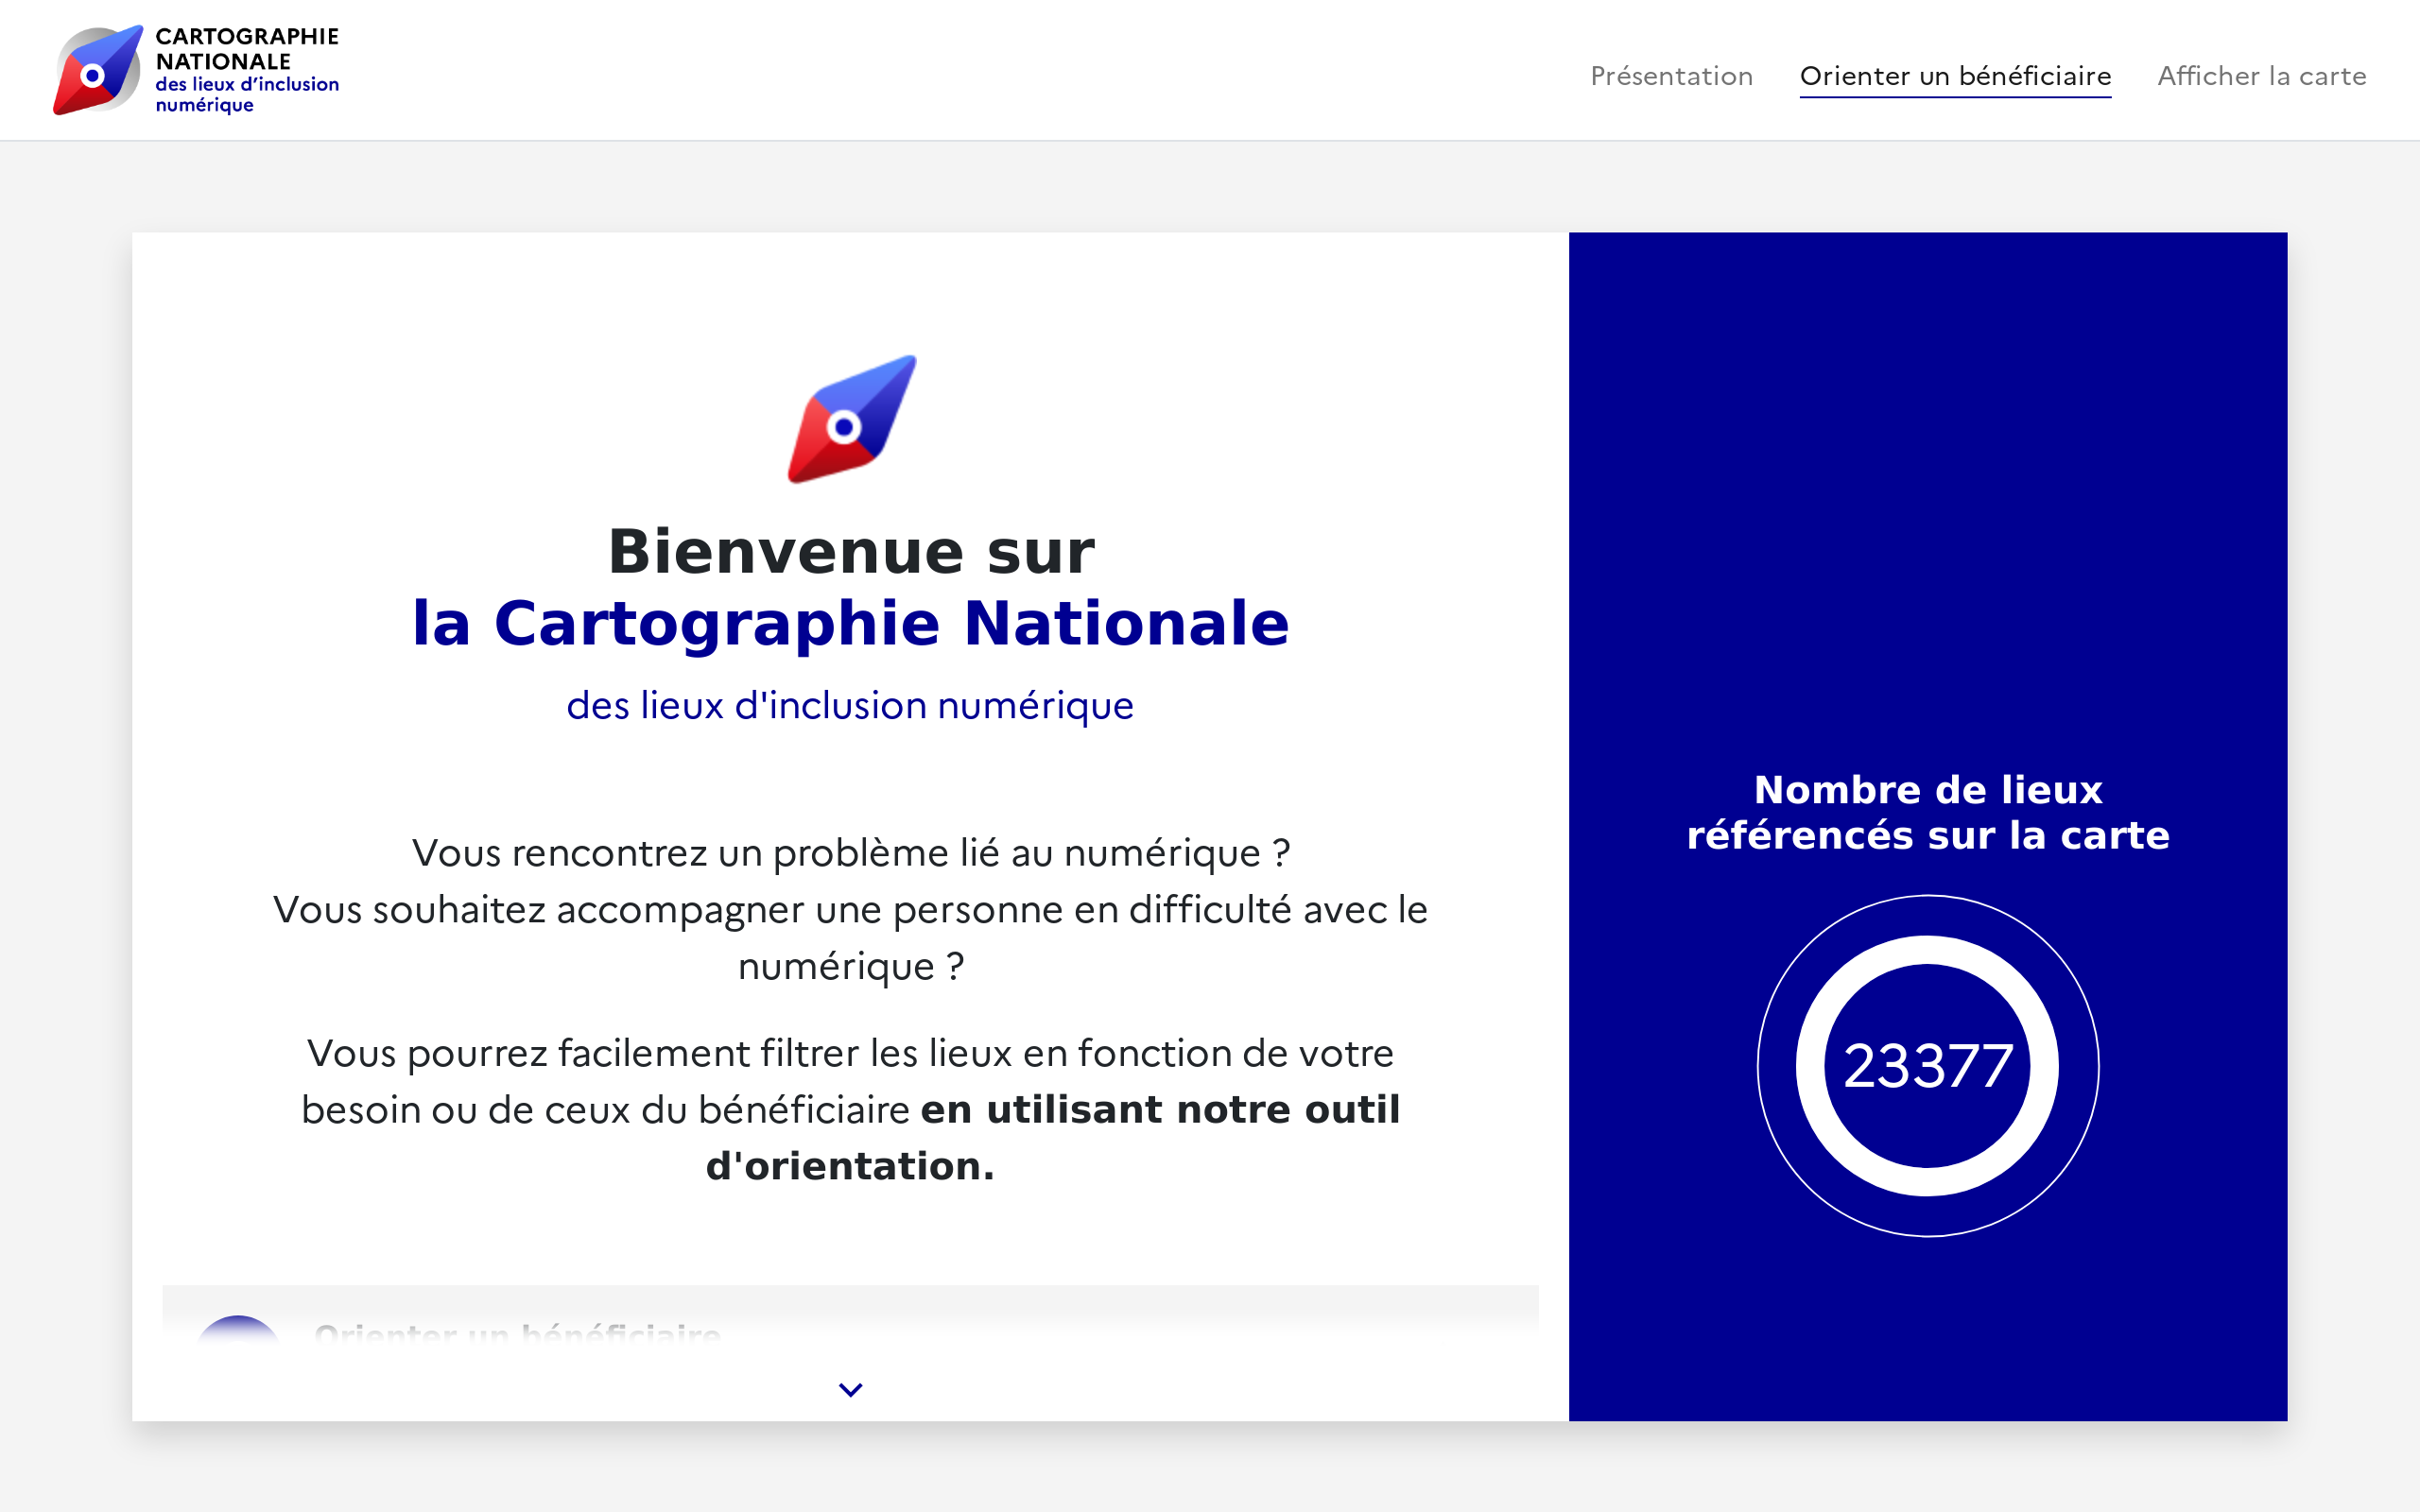 CARTOGRAPHIE
NATIONALE
des lieux d’inclusion
numérique
Présentation
Orienter un bénéficiaire
Afficher la carte
Bienvenue sur
la Cartographie Nationale
des lieux d'inclusion numérique
Vous rencontrez un problème lié au numérique ?
Vous souhaitez accompagner une personne en difficulté avec le
numérique ?
Vous pourrez facilement filtrer les lieux en fonction de votre
besoin ou de ceux du bénéficiaire en utilisant notre outil
d'orientation.
Orienter un bénéficiaire
Nombre de lieux
référencés sur la carte
23377